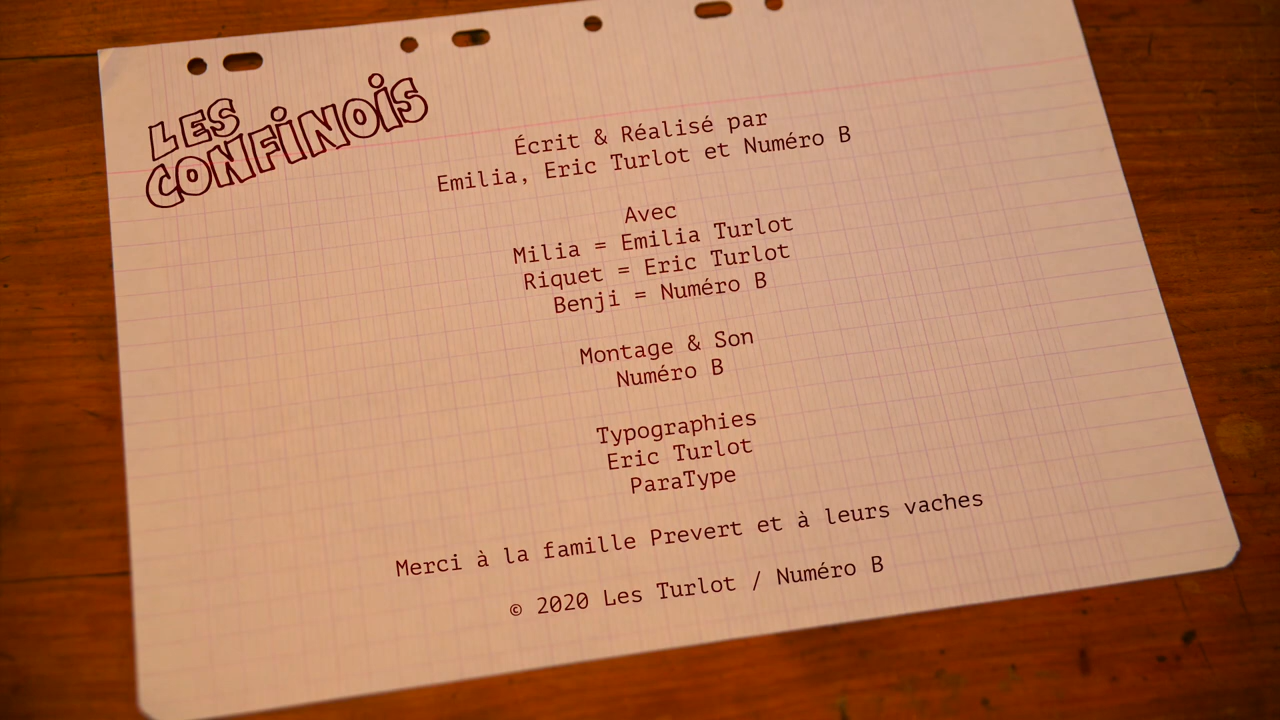 LES
CONFINOIS
Écrit & Réalisé par
Emilia, Eric Turlot et Numéro B
Avec
Milia = Emilia Turlot
Riquet = Eric Turlot
Benji = Numéro B
Montage & Son
Numéro B
Typographies
Eric Turlot
ParaType
Merci à la famille Prevert et à leurs vaches
© 2020 Les Turlot / Numéro B